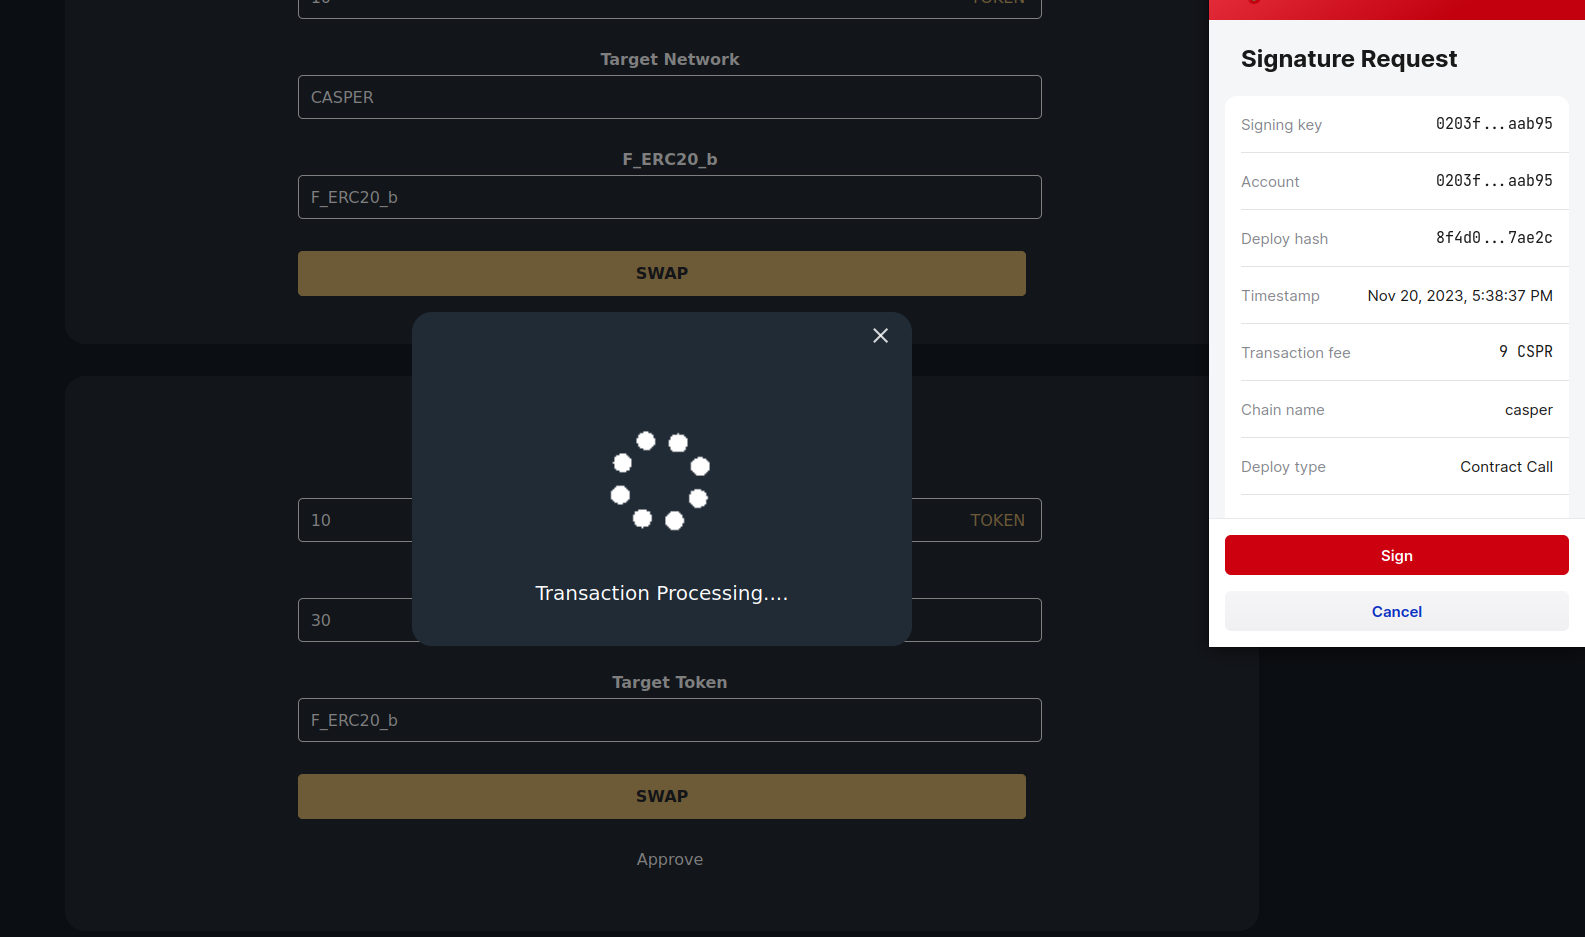 10 TOKEN
Target Network
CASPER
F_ERC20_b
F_ERC20_b
SWAP
10 TOKEN
30
Target Token
F_ERC20_b
SWAP
Approve
Transaction Processing....
Signature Request
Signing key 0203f...aab95
Account 0203f...aab95
Deploy hash 8f4d0...7ae2c
Timestamp Nov 20, 2023, 5:38:37 PM
Transaction fee 9 CSPR
Chain name casper
Deploy type Contract Call
Sign
Cancel